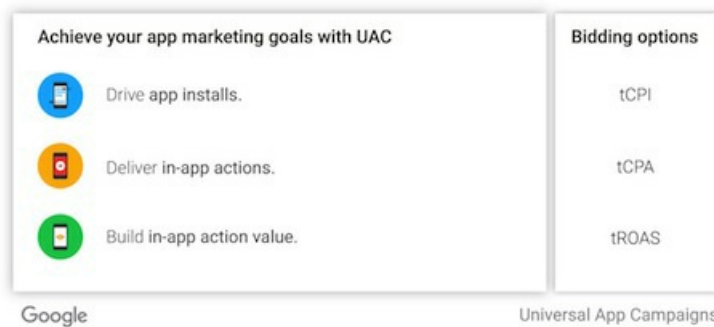 Achieve your app marketing goals with UAC
Bidding options
Drive app installs.
tCPI
Deliver in-app actions.
tCPA
Build in-app action value.
tROAS
Google
Universal App Campaigns